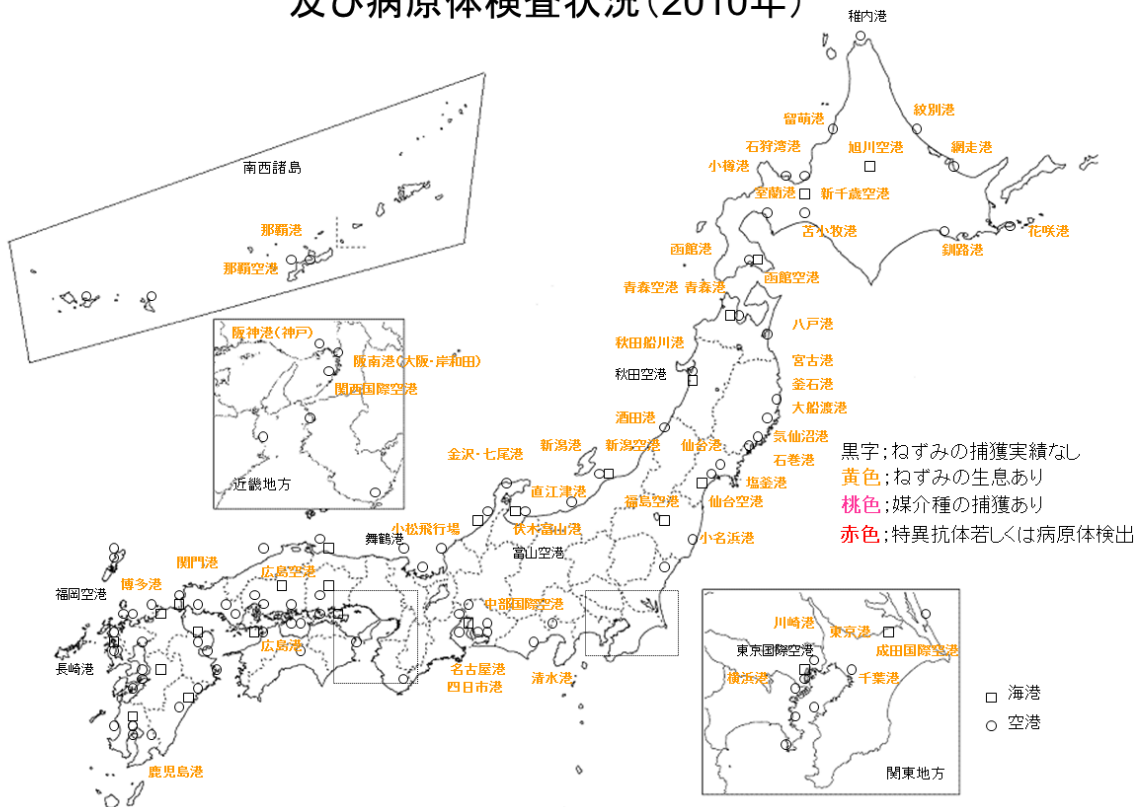 及び病原体検査状況(2010年)
稚内港
留萌港
紋別港
石狩湾港
旭川空港
網走港
小樽港
室蘭港
新千歳空港
苫小牧港
釧路港
花咲港
函館港
函館空港
青森空港 青森港
八戸港
秋田船川港
秋田空港
宮古港
釜石港
大船渡港
酒田港
気仙沼港
石巻港
塩釜港
仙台港
仙台空港
新潟港
新潟空港
福島空港
小名浜港
金沢・七尾港
直江津港
小松飛行場
伏木富山港
富山空港
舞鶴港
南西諸島
那覇港
那覇空港
阪神港(神戸)
阪南港(大阪・岸和田)
関西国際空港
近畿地方
黒字;ねずみの捕獲実績なし
黄色;ねずみの生息あり
桃色;媒介種の捕獲あり
赤色;特異抗体若しくは病原体検出
関門港
博多港
福岡空港
広島空港
広島港
長崎港
鹿児島港
中部国際空港
名古屋港
四日市港
清水港
川崎港
東京港
東京国際空港
成田国際空港
横浜港
千葉港
関東地方
□ 海港
○ 空港